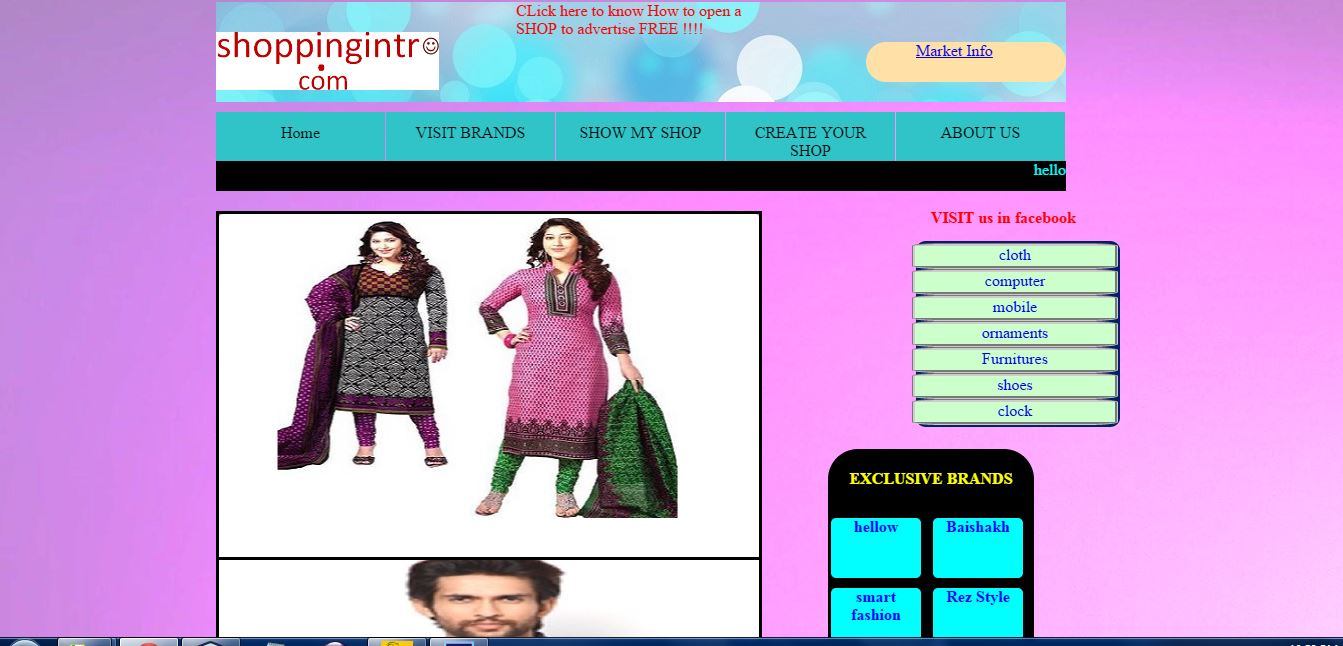 CLick here to know How to open a
SHOP to advertise FREE !!!!
shoppingintr
com
Market Info
Home
VISIT BRANDS
SHOW MY SHOP
CREATE YOUR
SHOP
ABOUT US
hello
VISIT us in facebook
cloth
computer
mobile
ornaments
Furnitures
shoes
clock
EXCLUSIVE BRANDS
hellow
Baishakh
smart
fashion
Rez Style